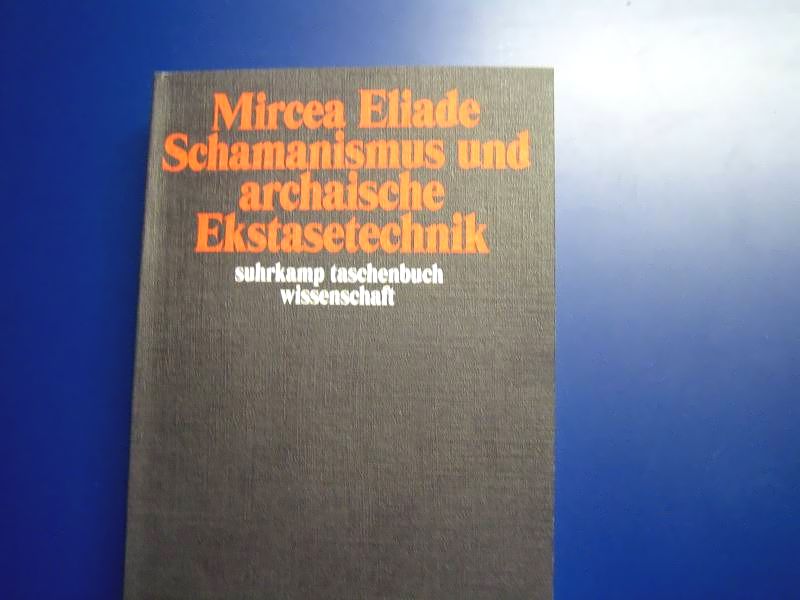 Mircea Eliade
Schamanismus und
archaische
Ekstasetechnik
suhrkamp taschenbuch
wissenschaft